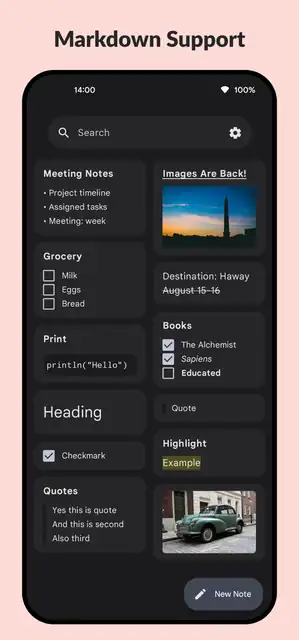 Markdown Support
14:00
100%
Search
Meeting Notes
• Project timeline
• Assigned tasks
• Meeting: week
Grocery
Milk
Eggs
Bread
Print
println("Hello")
Heading
Checkmark
Quotes
Yes this is quote
And this is second
Also third
Images Are Back!
Destination: Haway
August 15-16
Books
The Alchemist
Sapiens
Educated
Quote
Highlight
Example
New Note